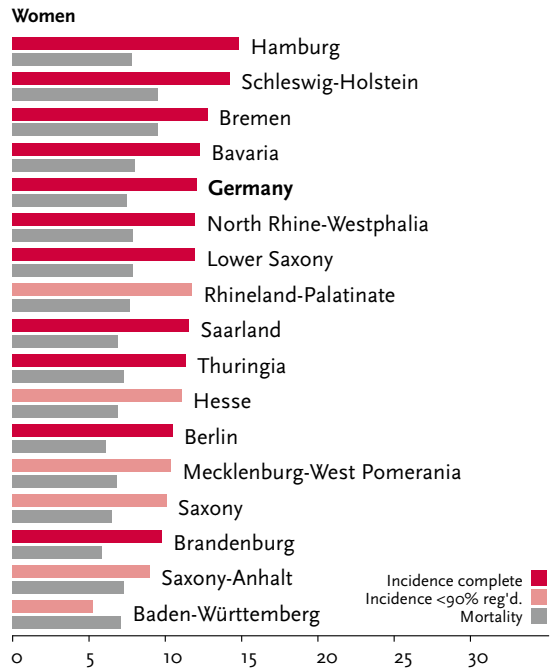 Women
Hamburg
Schleswig-Holstein
Bremen
Bavaria
Germany
North Rhine-Westphalia
Lower Saxony
Rhineland-Palatinate
Saarland
Thuringia
Hesse
Berlin
Mecklenburg-West Pomerania
Saxony
Brandenburg
Saxony-Anhalt
Baden-Württemberg
Incidence complete
Incidence <90% reg'd.
Mortality
0 5 10 15 20 25 30